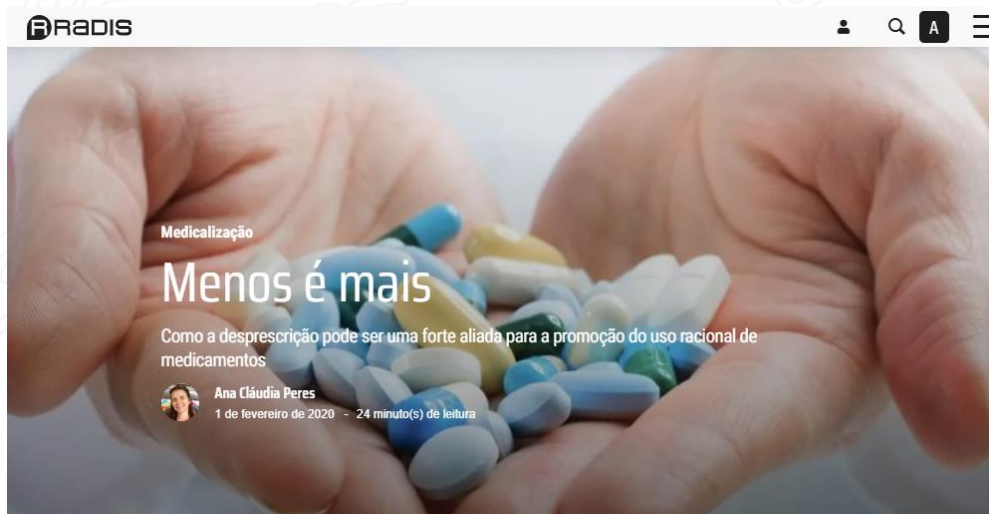 RADIS
A
Medicalização
Menos é mais
Como a desprescrição pode ser uma forte aliada para a promoção do uso racional de
medicamentos
Ana Cláudia Peres
1 de fevereiro de 2020 - 24 minuto(s) de leitura